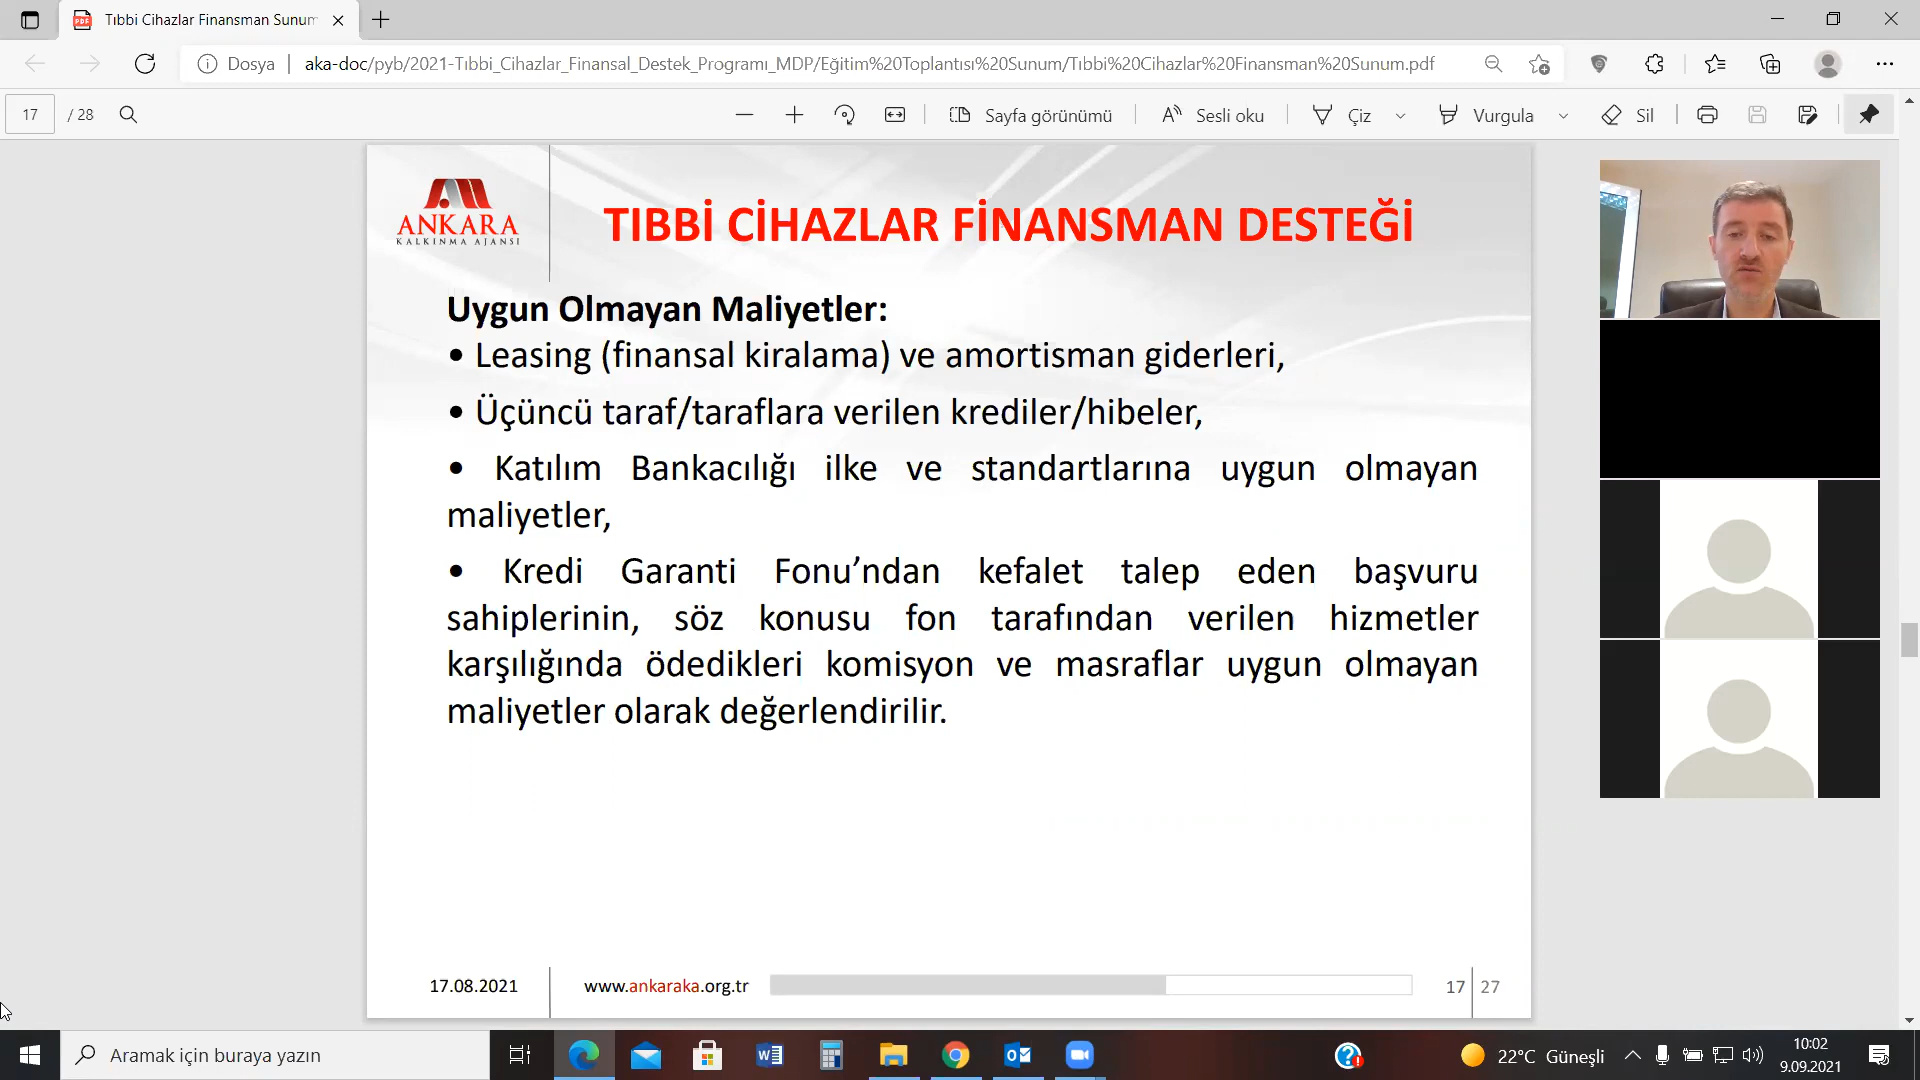 Tıbbi Cihazlar Finansman Sunum
Dosya
aka-doc/pyb/2021-Tıbbi_Cihazlar_Finansal_Destek_Programı_MDP/Eğitim%20Toplantısı%20Sunum/Tıbbi%20Cihazlar%20Finansman%20Sunum.pdf
17 / 28
Sayfa görünümü
Sesli oku
Çiz
Vurgula
Sil
ANKARA
KALKINMA AJANSI
TIBBİ CİHAZLAR FİNANSMAN DESTEĞİ
Uygun Olmayan Maliyetler:
• Leasing (finansal kiralama) ve amortisman giderleri,
• Üçüncü taraf/taraflara verilen krediler/hibeler,
• Katılım Bankacılığı ilke ve standartlarına uygun olmayan
maliyetler,
• Kredi Garanti Fonu’ndan kefalet talep eden başvuru
sahiplerinin, söz konusu fon tarafından verilen hizmetler
karşılığında ödedikleri komisyon ve masraflar uygun olmayan
maliyetler olarak değerlendirilir.
17.08.2021
www.ankaraka.org.tr
17 27
Aramak için buraya yazın
22°C Güneşli
10:02
9.09.2021